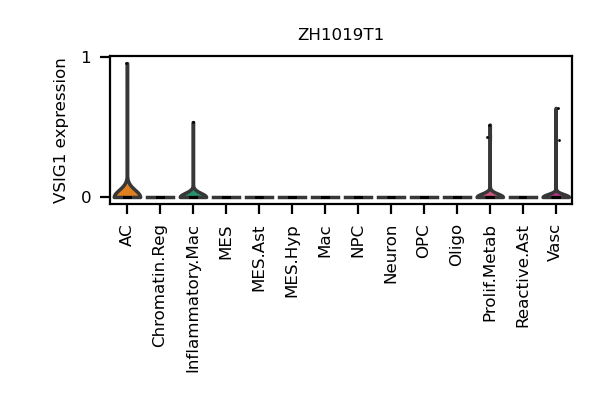 ZH1019T1
VSIG1 expression
1
0
AC
Chromatin.Reg
Inflammatory.Mac
MES
MES.Ast
MES.Hyp
Mac
NPC
Neuron
OPC
Oligo
Prolif.Metab
Reactive.Ast
Vasc